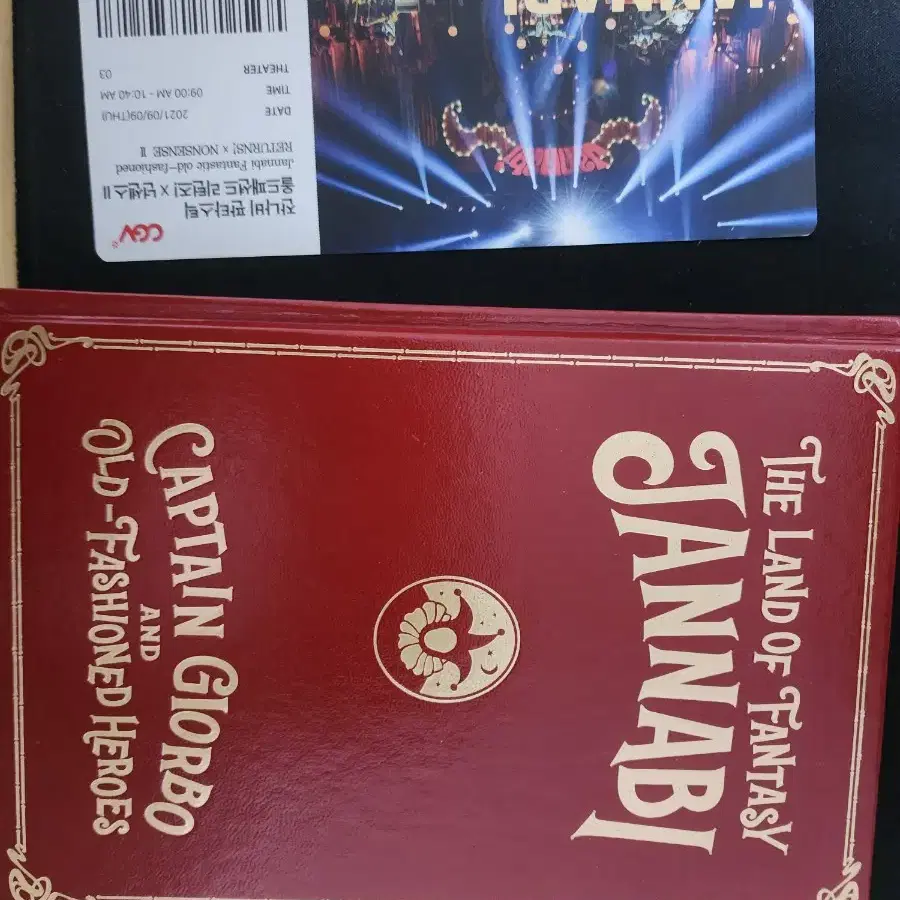 JANNABI
CGV
잔나비 판타스틱
올드패션드 리턴즈! × 넌센스 II
Jannabi Fantastic old-fashioned
RETURNS! × NONSENSE II
DATE 2021/09/09(THU)
TIME 09:00 AM - 10:40 AM
THEATER 03
THE LAND OF FANTASY
JANNABI
CAPTAIN GIORBO
AND
OLD-FASHIONED HEROES